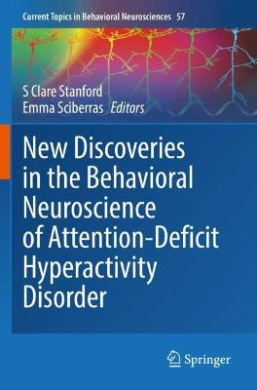 Current Topics in Behavioral Neurosciences 57
S Clare Stanford
Emma Sciberras Editors
New Discoveries
in the Behavioral
Neuroscience
of Attention-Deficit
Hyperactivity
Disorder
Springer